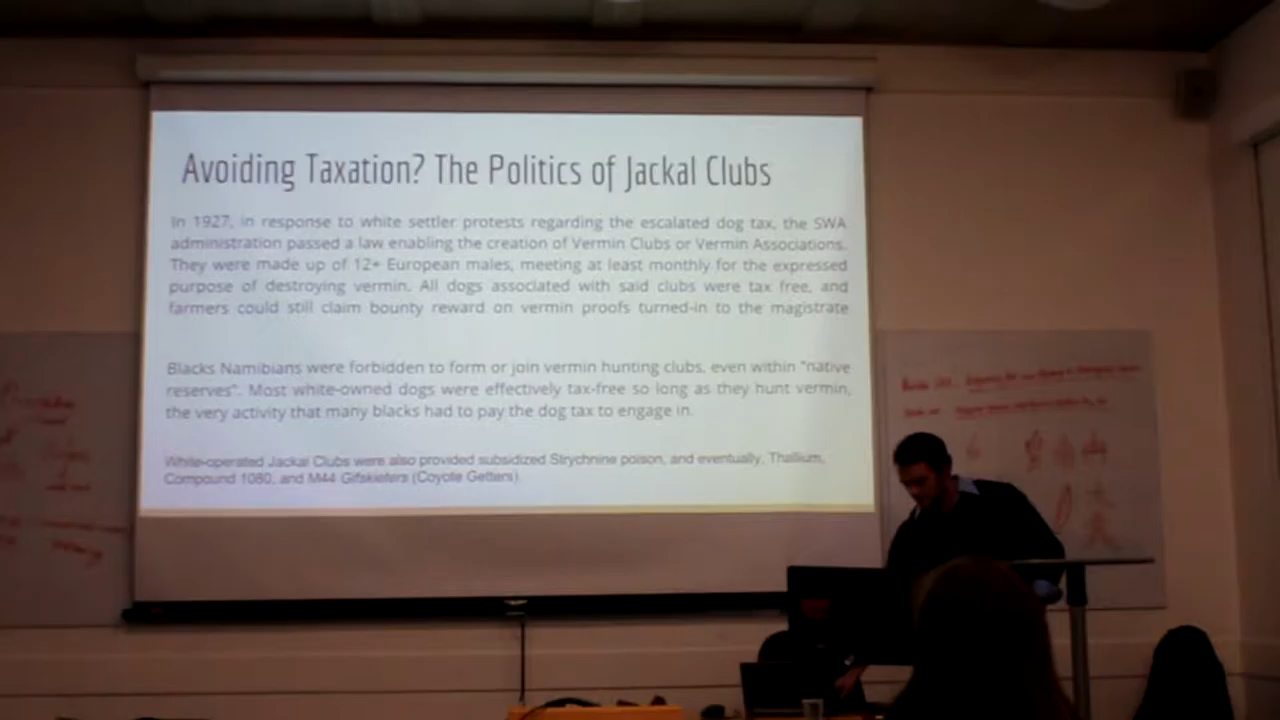 Avoiding Taxation? The Politics of Jackal Clubs
In 1927, in response to white settler protests regarding the escalated dog tax, the SWA
administration passed a law enabling the creation of Vermin Clubs or Vermin Associations.
They were made up of 12+ European males, meeting at least monthly for the expressed
purpose of destroying vermin. All dogs associated with said clubs were tax free, and
farmers could still claim bounty reward on vermin proofs turned-in to the magistrate
Blacks Namibians were forbidden to form or join vermin hunting clubs, even within "native
reserves". Most white-owned dogs were effectively tax-free so long as they hunt vermin,
the very activity that many blacks had to pay the dog tax to engage in.
White-operated Jackal Clubs were also provided subsidized Strychnine poison, and eventually, Thallium,
Compound 1080, and M44 Gifskieters (Coyote Getters)